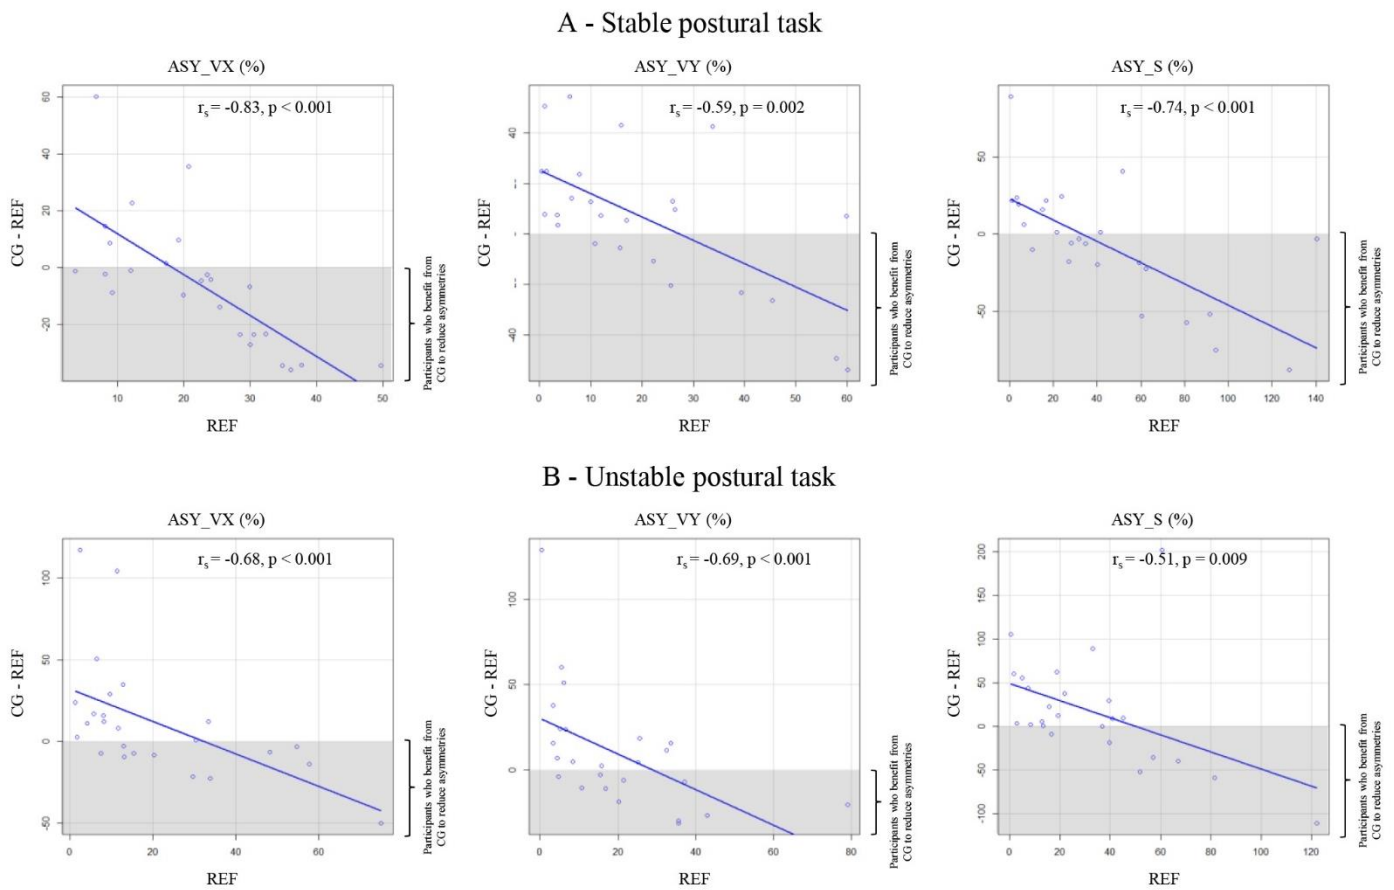 A - Stable postural task
ASY_VX (%)
ASY_VY (%)
ASY_S (%)
rs = -0.83, p < 0.001
rs = -0.59, p = 0.002
rs = -0.74, p < 0.001
CG - REF
60
40
20
0
-20
10
20
30
40
50
REF
Participants who benefit from
CG to reduce asymmetries
CG - REF
40
-40
0
10
20
30
40
50
60
REF
Participants who benefit from
CG to reduce asymmetries
CG - REF
50
0
-50
0
20
40
60
80
100
120
140
REF
Participants who benefit from
CG to reduce asymmetries
B - Unstable postural task
ASY_VX (%)
ASY_VY (%)
ASY_S (%)
rs = -0.68, p < 0.001
rs = -0.69, p < 0.001
rs = -0.51, p = 0.009
CG - REF
100
50
0
-50
0
20
40
60
REF
Participants who benefit from
CG to reduce asymmetries
CG - REF
100
50
0
0
20
40
60
80
REF
Participants who benefit from
CG to reduce asymmetries
CG - REF
200
150
100
50
0
-50
-100
0
20
40
60
80
100
120
REF
Participants who benefit from
CG to reduce asymmetries